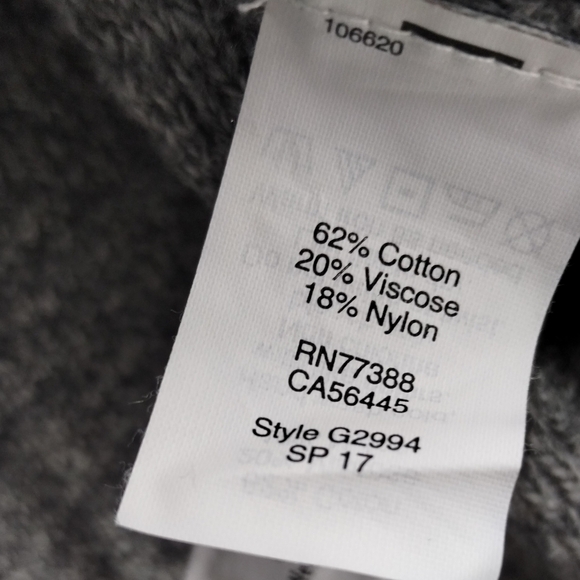 106620
62% Cotton
20% Viscose
18% Nylon
RN77388
CA56445
Style G2994
SP 17